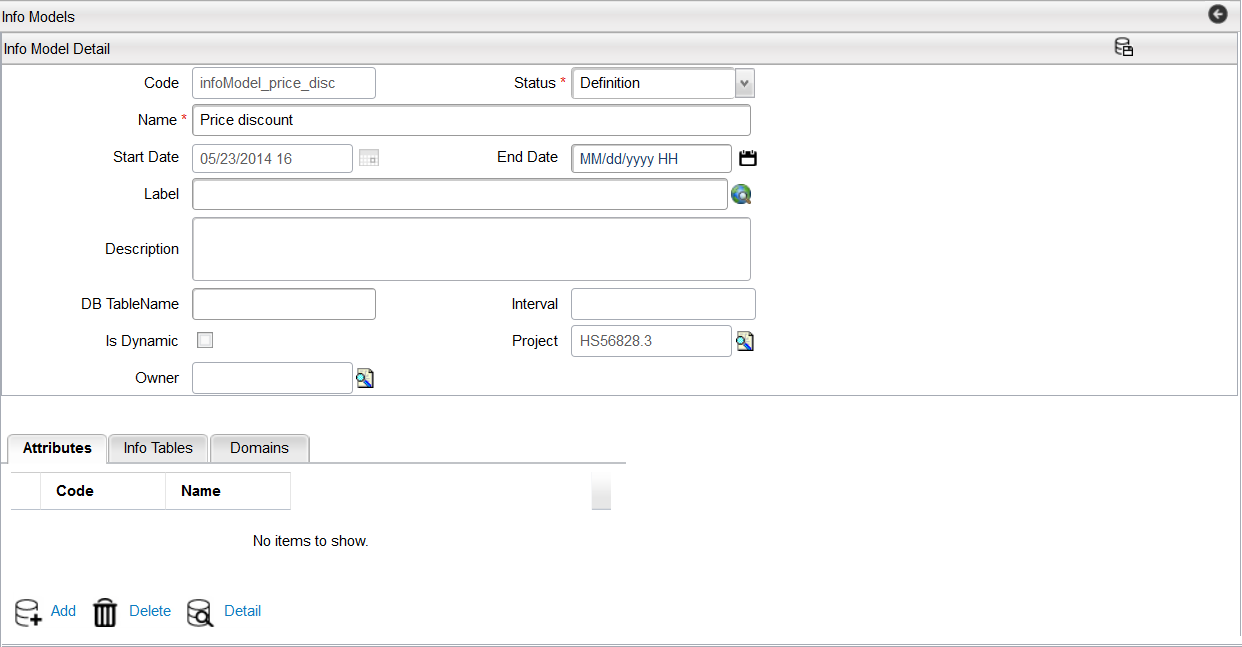 Info Models
Info Model Detail
Code infoModel_price_disc Status * Definition
Name * Price discount
Start Date 05/23/2014 16 End Date MM/dd/yyyy HH
Label
Description
DB TableName Interval
Is Dynamic Project HS56828.3
Owner
Attributes Info Tables Domains
Code Name
No items to show.
Add Delete Detail